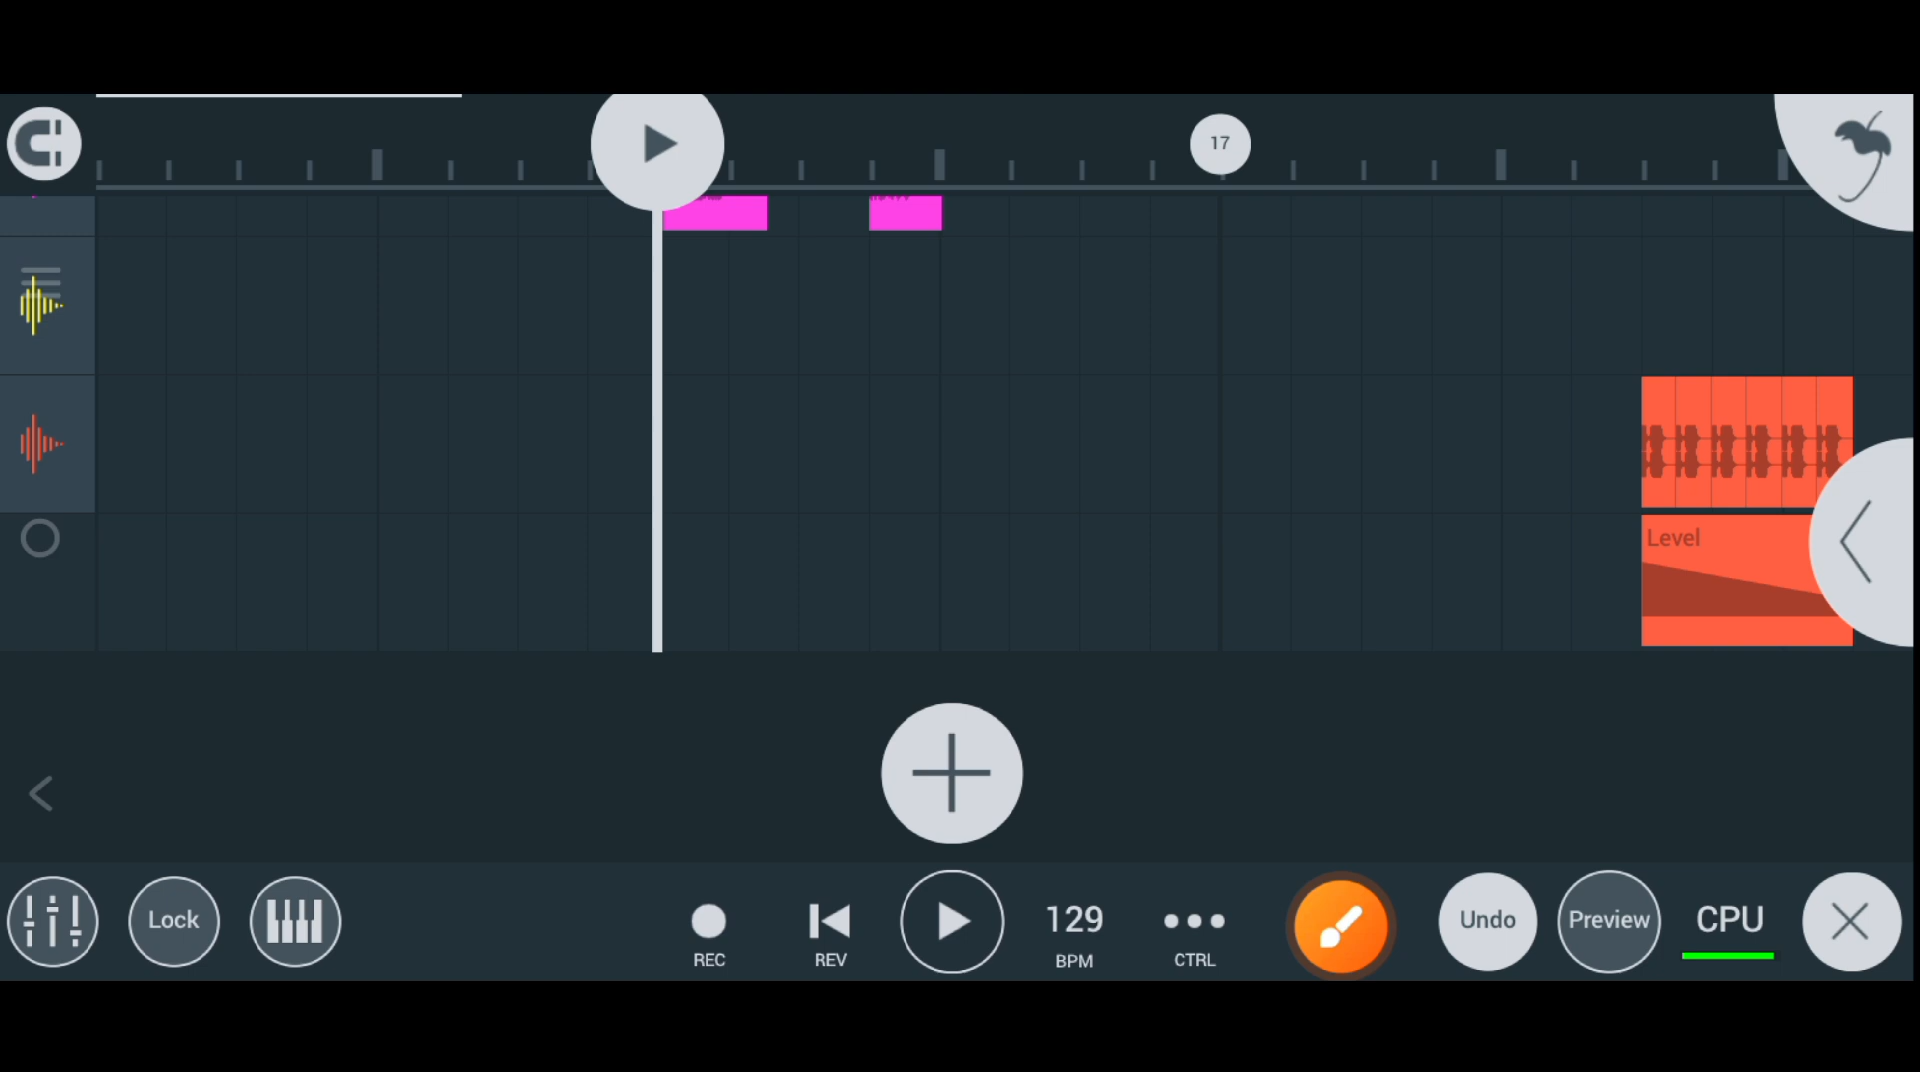 17
Level
Lock
REC
REV
129
BPM
CTRL
Undo
Preview
CPU